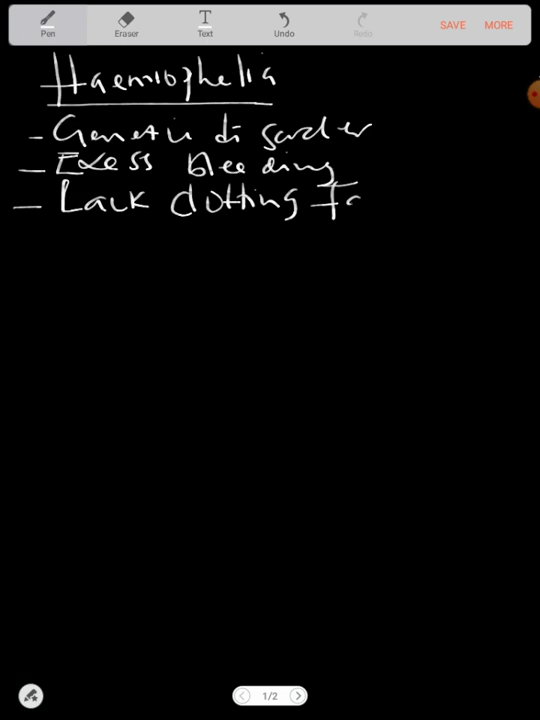 Pen Eraser Text Undo Redo SAVE MORE
Haemophelia
- Genetic disorder
- Exess bleeding
- Lack clotting Fa
1/2